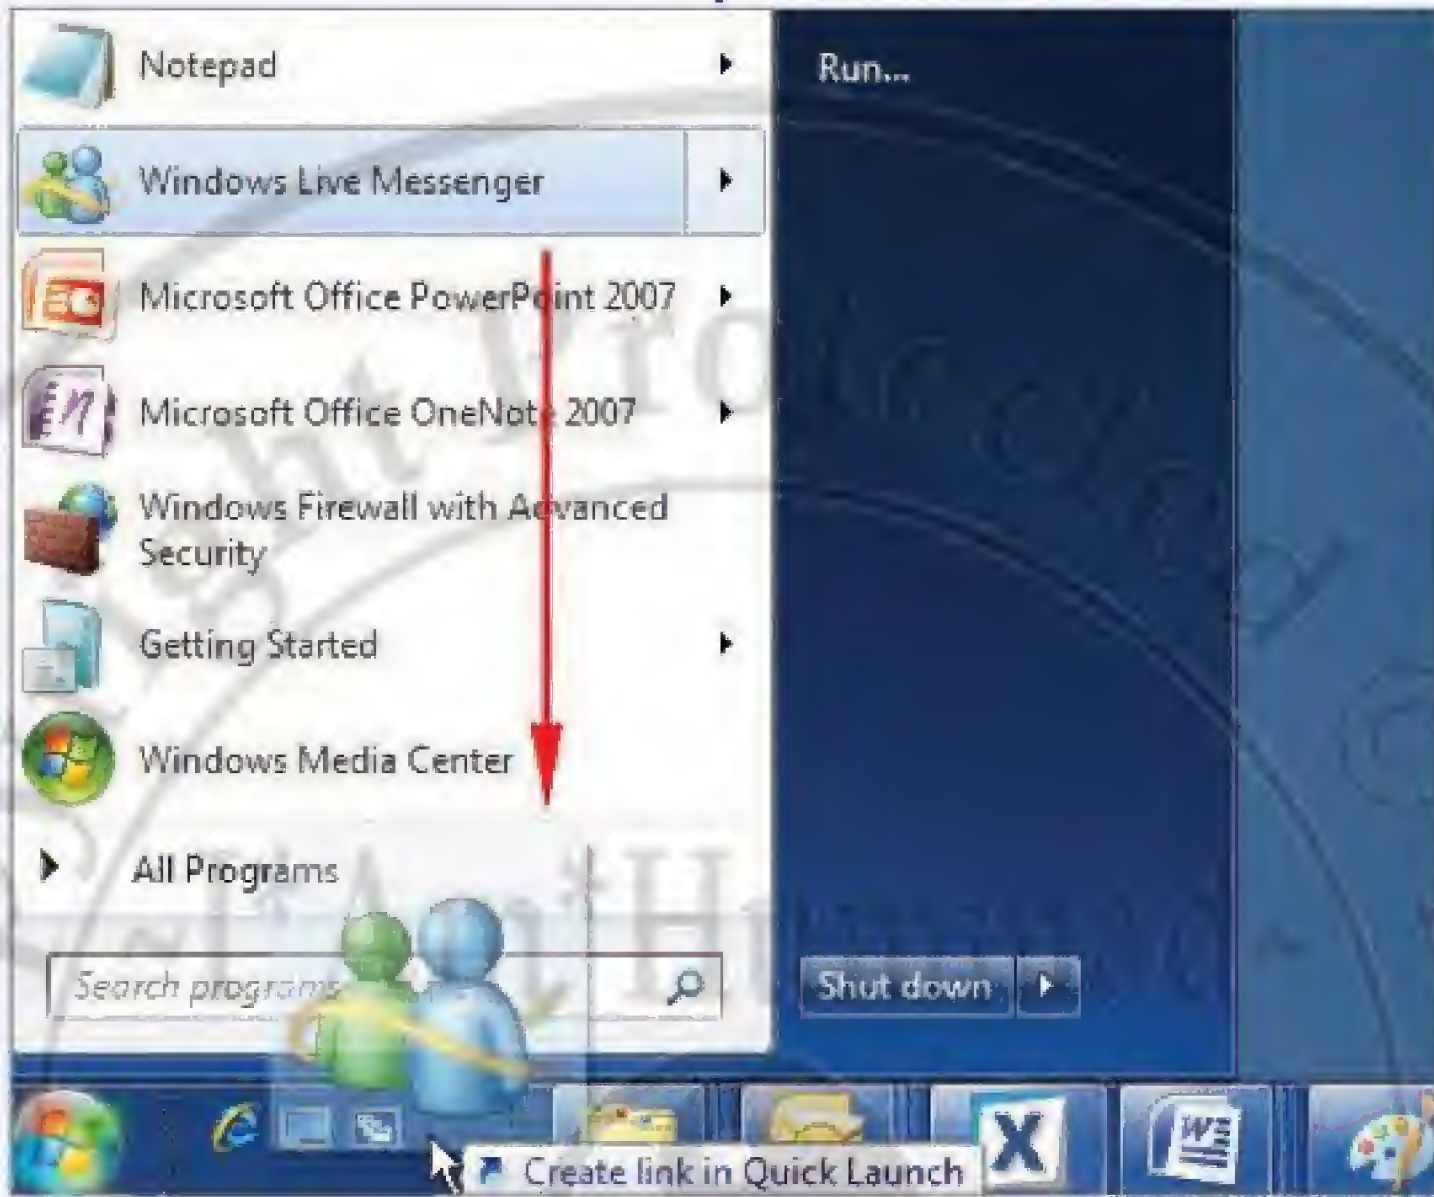 Notepad
Run...
Windows Live Messenger
Microsoft Office PowerPoint 2007
Microsoft Office OneNote 2007
Windows Firewall with Advanced
Security
Getting Started
Windows Media Center
All Programs
Search programs
Shut down
Create link in Quick Launch